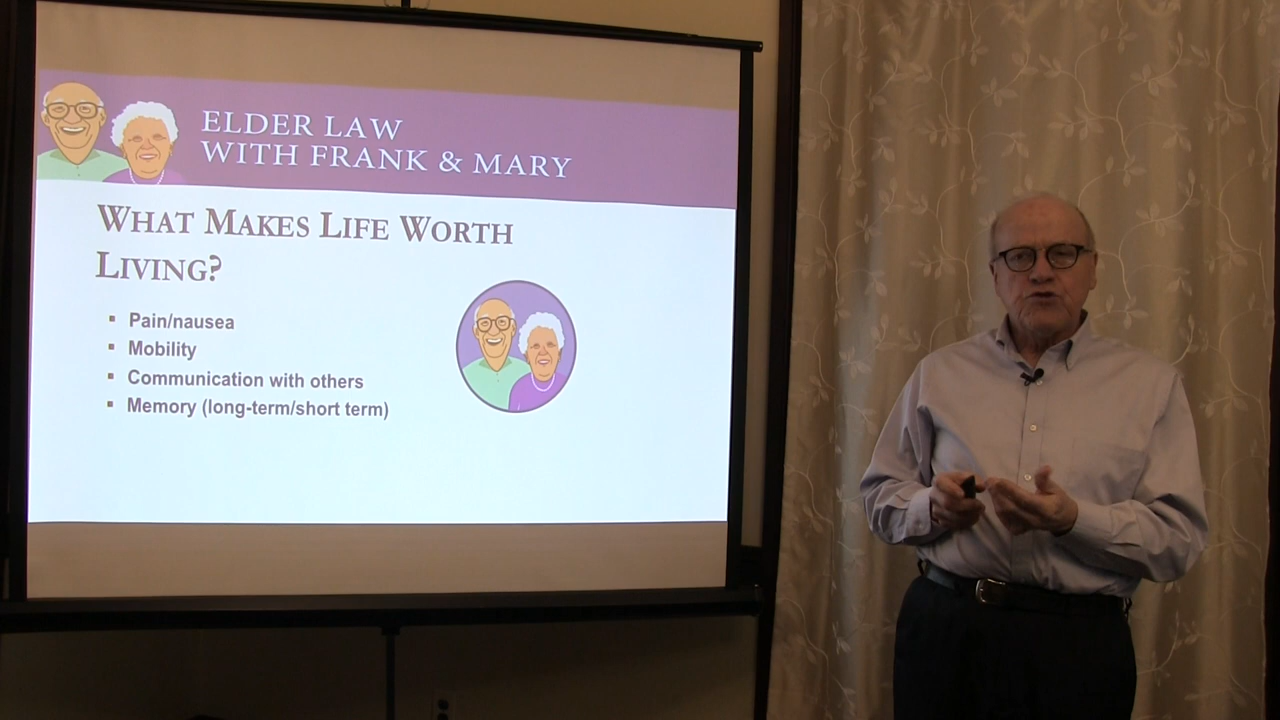 ELDER LAW
WITH FRANK & MARY
WHAT MAKES LIFE WORTH
LIVING?
▪ Pain/nausea
▪ Mobility
▪ Communication with others
▪ Memory (long-term/short term)